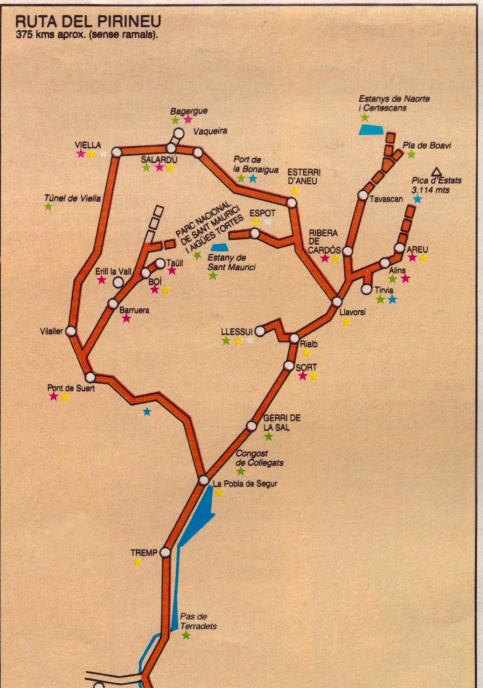 RUTA DEL PIRINEU
375 kms aprox. (sense ramals).
Estanys de Naorte
i Certescans
Bagergue
Vaqueira
VIELLA
SALARDÚ
Pla de Boavi
Port de
la Bonaigua
ESTERRI
D'ANEU
Pica d'Estats
3.114 mts
Tavascan
Túnel de Viella
PARC NACIONAL
DE SANT MAURICI
I AIGÜES TORTES
ESPOT
RIBERA
DE
CARDÓS
AREU
Estany de
Sant Maurici
Taüll
Erill la Vall
BOÍ
Alins
Tirvia
Barruera
Llavorsí
Vilaller
LLESSUI
Rialb
SORT
Pont de Suert
GERRI DE
LA SAL
Congost
de Collegats
La Pobla de Segur
TREMP
Pas de
Terradets